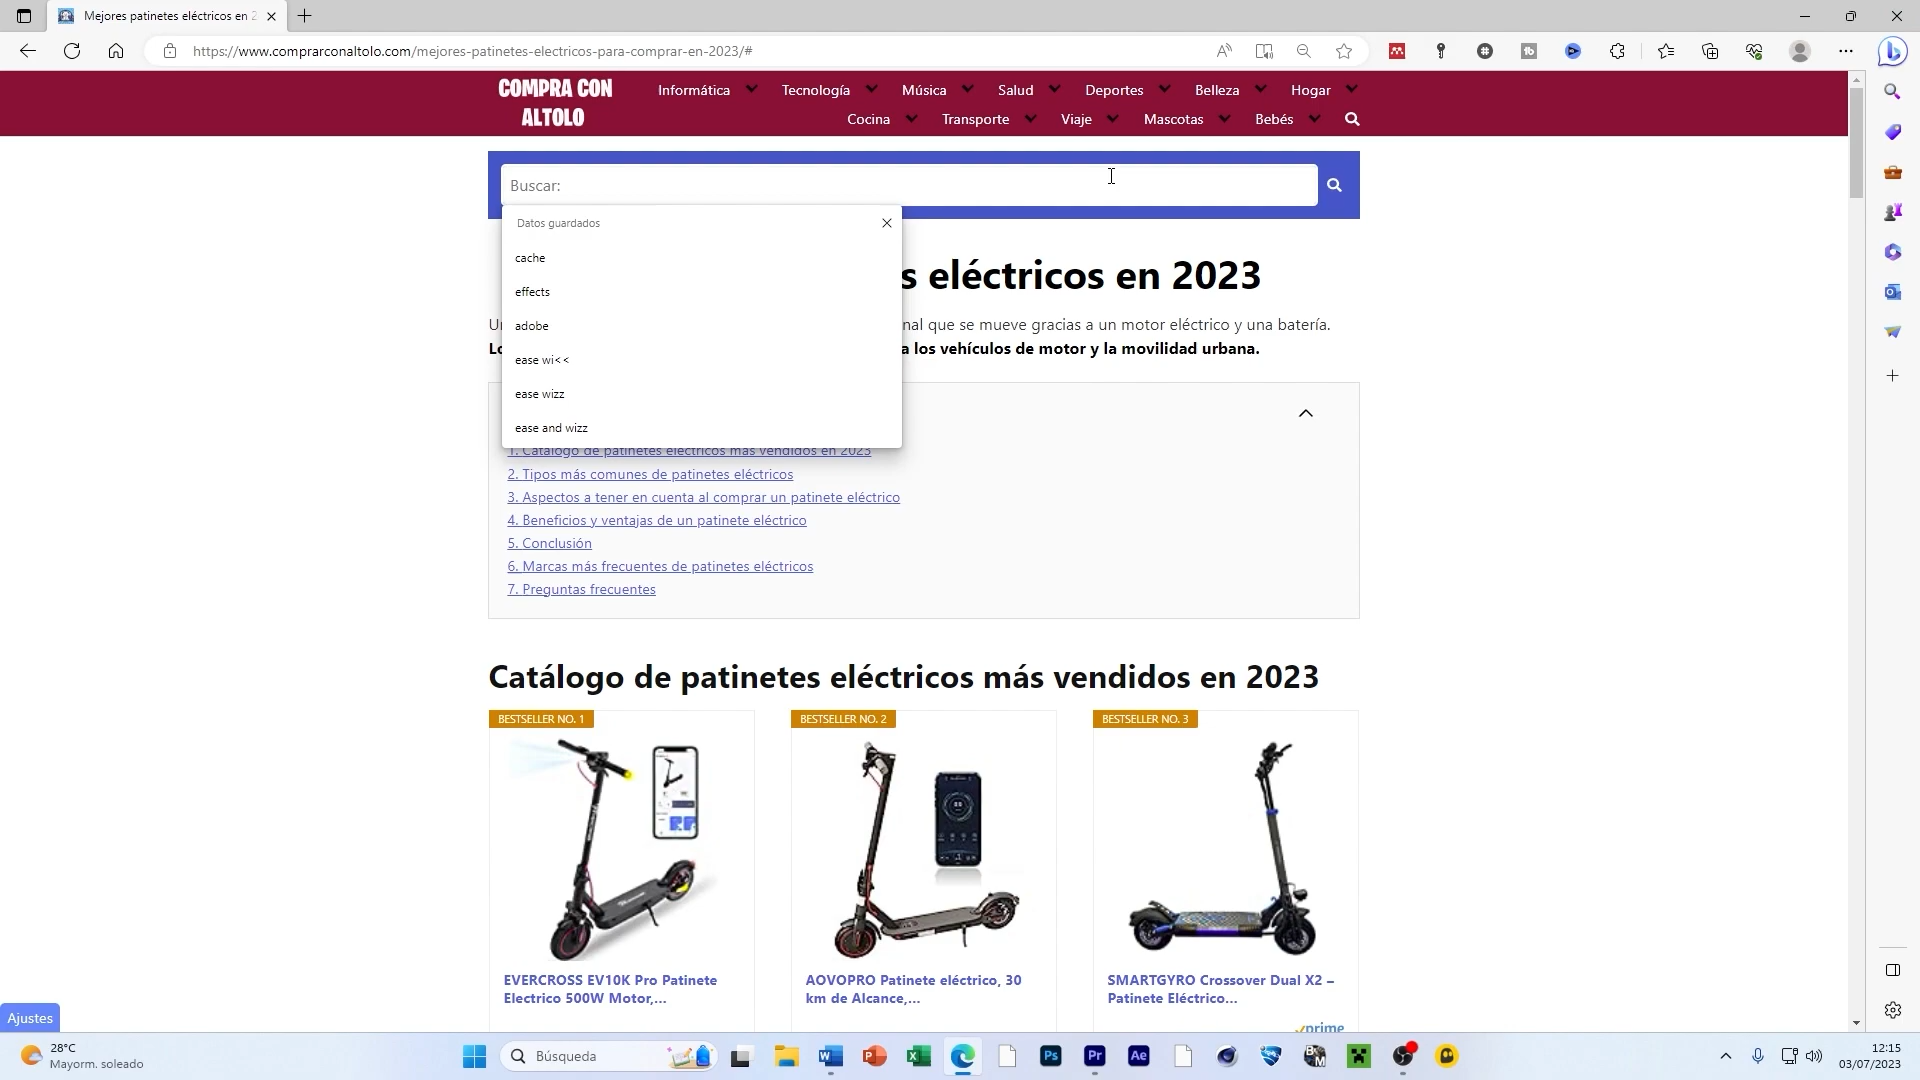 Mejores patinetes eléctricos en 2
https://www.comprarconaltolo.com/mejores-patinetes-electricos-para-comprar-en-2023/#
COMPRA CON
ALTOLO
Informática Tecnología Música Salud Deportes Belleza Hogar
Cocina Transporte Viaje Mascotas Bebés
Buscar:
Datos guardados
cache
effects
adobe
ease wi<<
ease wizz
ease and wizz
s eléctricos en 2023
nal que se mueve gracias a un motor eléctrico y una batería.
Lo a los vehículos de motor y la movilidad urbana.
1. Catálogo de patinetes eléctricos más vendidos en 2023
2. Tipos más comunes de patinetes eléctricos
3. Aspectos a tener en cuenta al comprar un patinete eléctrico
4. Beneficios y ventajas de un patinete eléctrico
5. Conclusión
6. Marcas más frecuentes de patinetes eléctricos
7. Preguntas frecuentes
Catálogo de patinetes eléctricos más vendidos en 2023
BESTSELLER NO. 1 BESTSELLER NO. 2 BESTSELLER NO. 3
EVERCROSS EV10K Pro Patinete
Electrico 500W Motor,...
AOVOPRO Patinete eléctrico, 30
km de Alcance,...
SMARTGYRO Crossover Dual X2 –
Patinete Eléctrico...
prime
Ajustes
28°C
Mayorm. soleado
Búsqueda
Ps
Pr
Ae
12:15
03/07/2023